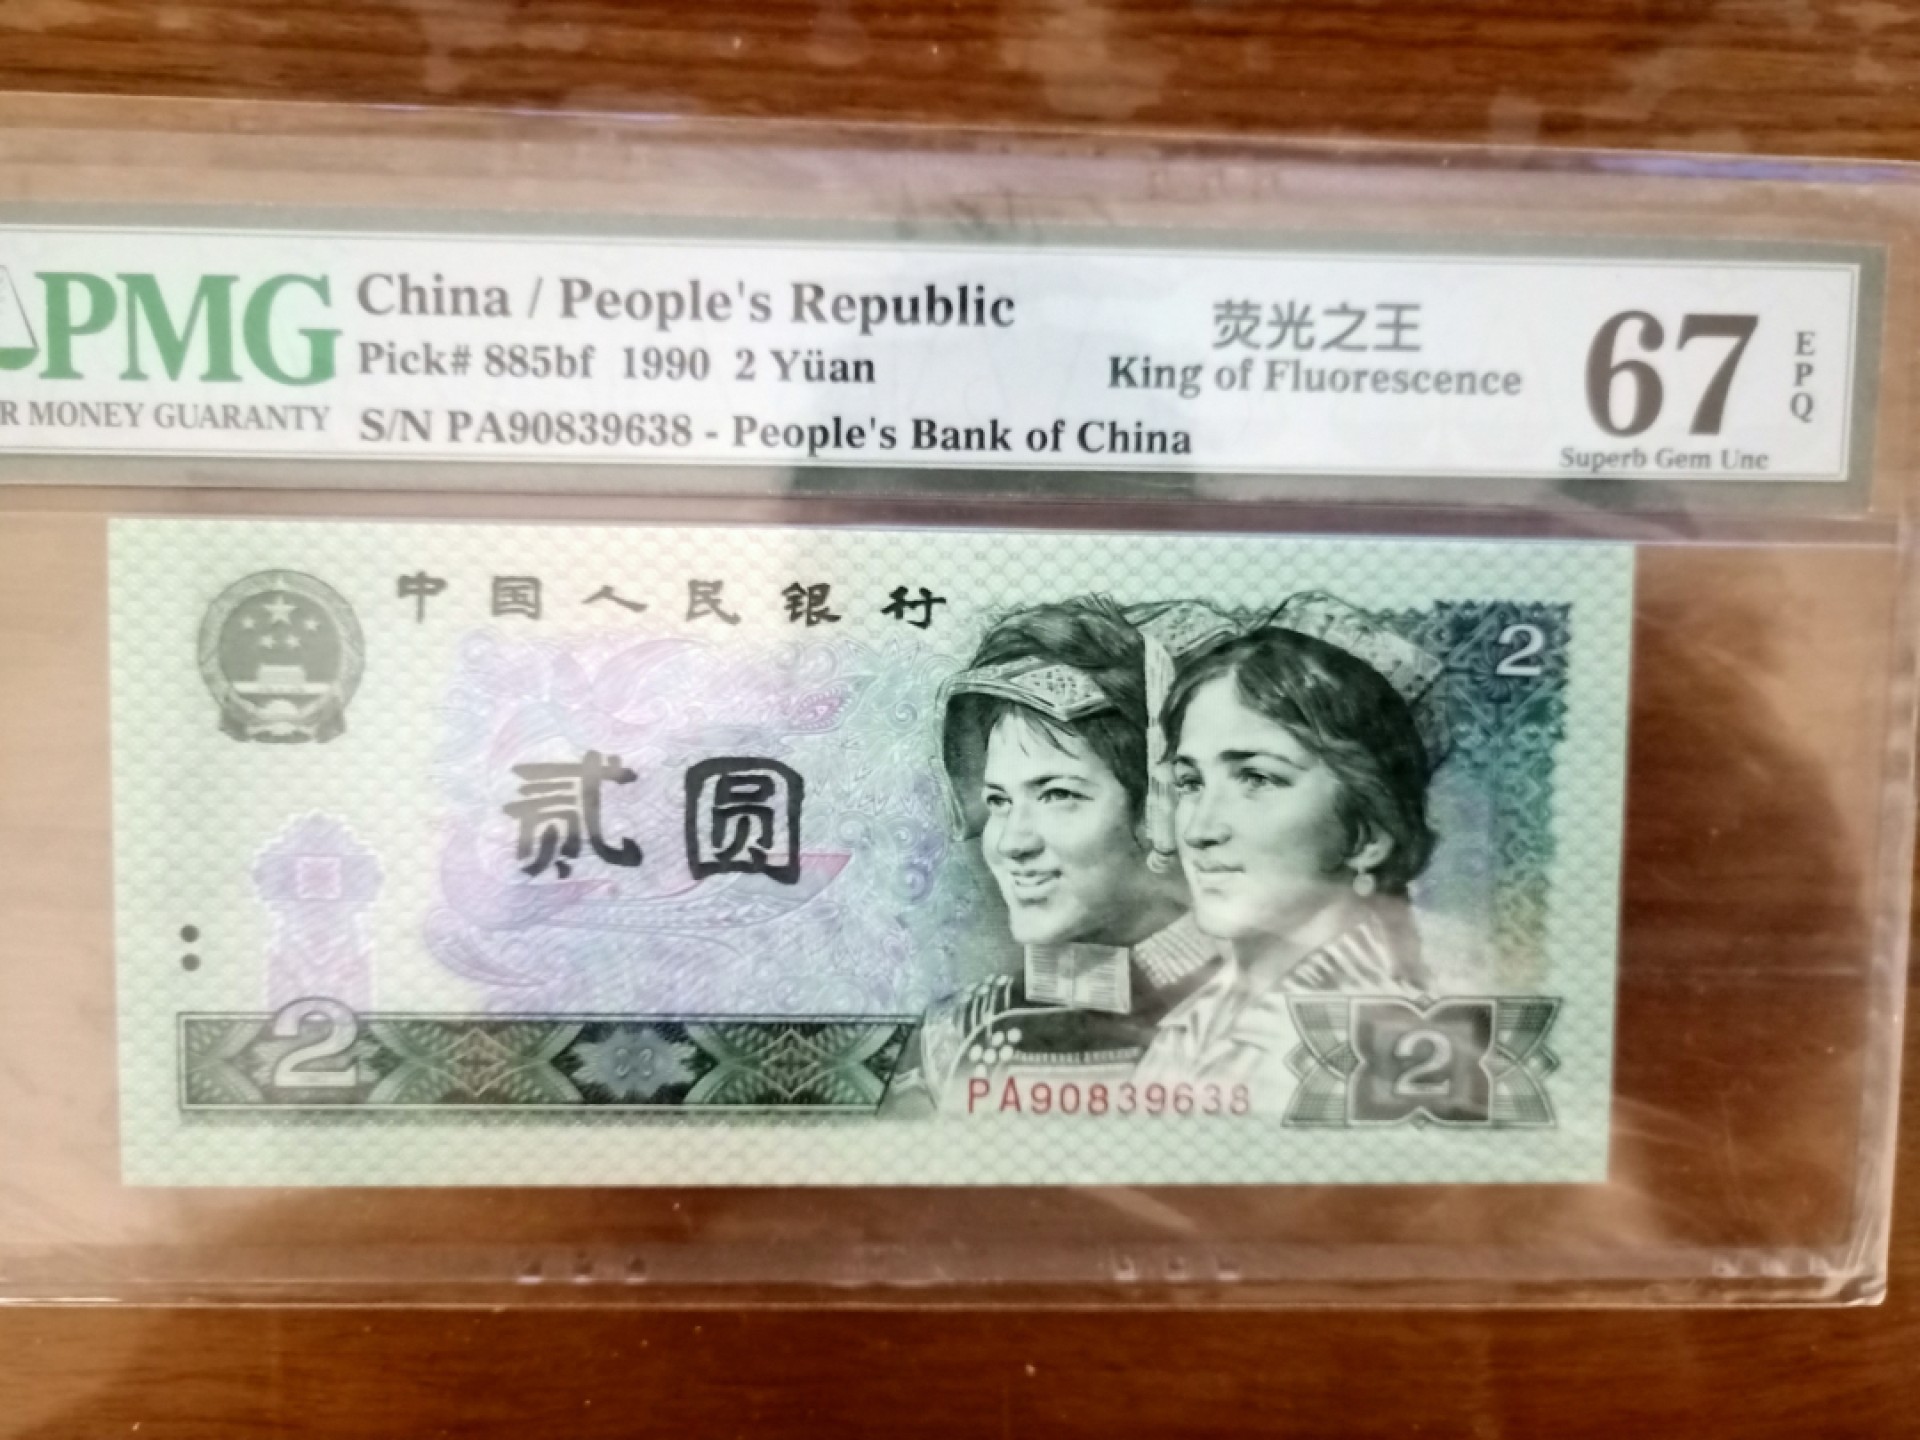 PMG
R MONEY GUARANTY
China / People's Republic
Pick# 885bf 1990 2 Yüan
S/N PA90839638 - People's Bank of China
荧光之王
King of Fluorescence
67
EPQ
Superb Gem Unc
中国人民银行
2
贰圆
2
PA90839638
2